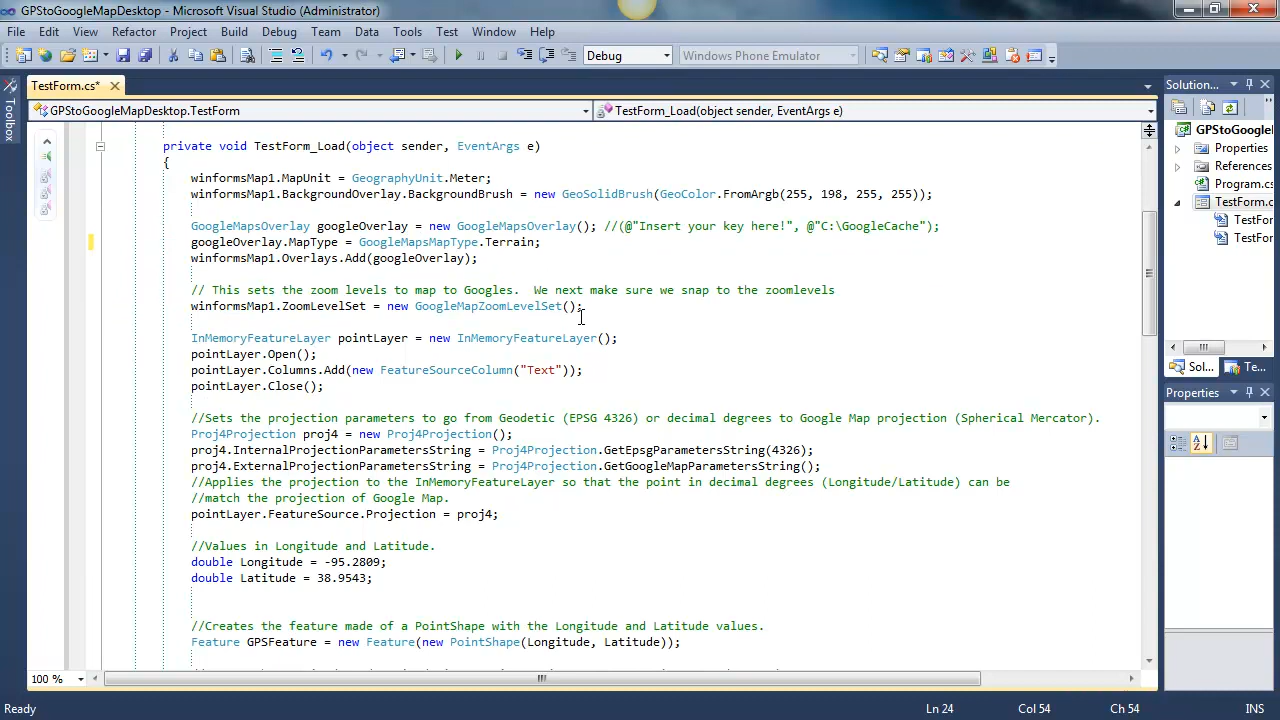 GPStoGoogleMapDesktop - Microsoft Visual Studio (Administrator)
File Edit View Refactor Project Build Debug Team Data Tools Test Window Help
Debug Windows Phone Emulator
TestForm.cs*
Toolbox
GPStoGoogleMapDesktop.TestForm
TestForm_Load(object sender, EventArgs e)
private void TestForm_Load(object sender, EventArgs e)
{
winformsMap1.MapUnit = GeographyUnit.Meter;
winformsMap1.BackgroundOverlay.BackgroundBrush = new GeoSolidBrush(GeoColor.FromArgb(255, 198, 255, 255));
GoogleMapsOverlay googleOverlay = new GoogleMapsOverlay(); //(@"Insert your key here!", @"C:\GoogleCache");
googleOverlay.MapType = GoogleMapsMapType.Terrain;
winformsMap1.Overlays.Add(googleOverlay);
// This sets the zoom levels to map to Googles.  We next make sure we snap to the zoomlevels
winformsMap1.ZoomLevelSet = new GoogleMapZoomLevelSet();
InMemoryFeatureLayer pointLayer = new InMemoryFeatureLayer();
pointLayer.Open();
pointLayer.Columns.Add(new FeatureSourceColumn("Text"));
pointLayer.Close();
//Sets the projection parameters to go from Geodetic (EPSG 4326) or decimal degrees to Google Map projection (Spherical Mercator).
Proj4Projection proj4 = new Proj4Projection();
proj4.InternalProjectionParametersString = Proj4Projection.GetEpsgParametersString(4326);
proj4.ExternalProjectionParametersString = Proj4Projection.GetGoogleMapParametersString();
//Applies the projection to the InMemoryFeatureLayer so that the point in decimal degrees (Longitude/Latitude) can be
//match the projection of Google Map.
pointLayer.FeatureSource.Projection = proj4;
//Values in Longitude and Latitude.
double Longitude = -95.2809;
double Latitude = 38.9543;
//Creates the feature made of a PointShape with the Longitude and Latitude values.
Feature GPSFeature = new Feature(new PointShape(Longitude, Latitude));
100 %
Solution...
GPStoGoogl
Properties
References
Program.cs
TestForm.c
TestFor
TestFor
Sol... Te...
Properties
Ready
Ln 24 Col 54 Ch 54 INS